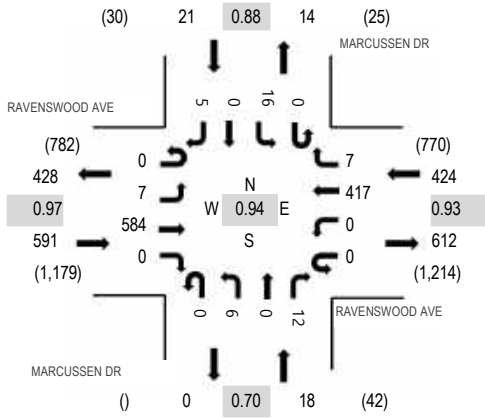 (30) 21 0.88 14 (25)
MARCUSSEN DR
RAVENSWOOD AVE
5 0 16 0
(782) (770)
0 7
428 424
7 417
N
0.97 W 0.94 E 0.93
584 0
S
591 612
0 0
(1,179) (1,214)
0 6 0 12
RAVENSWOOD AVE
MARCUSSEN DR
() 0 0.70 18 (42)